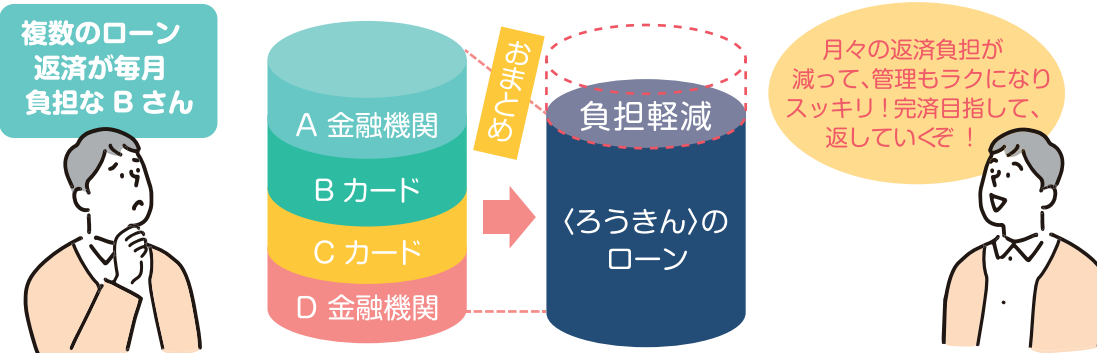 複数のローン
返済が毎月
負担な B さん
A 金融機関
B カード
C カード
D 金融機関
おまとめ
負担軽減
〈ろうきん〉の
ローン
月々の返済負担が
減って、管理もラクになり
スッキリ！完済目指して、
返していくぞ！